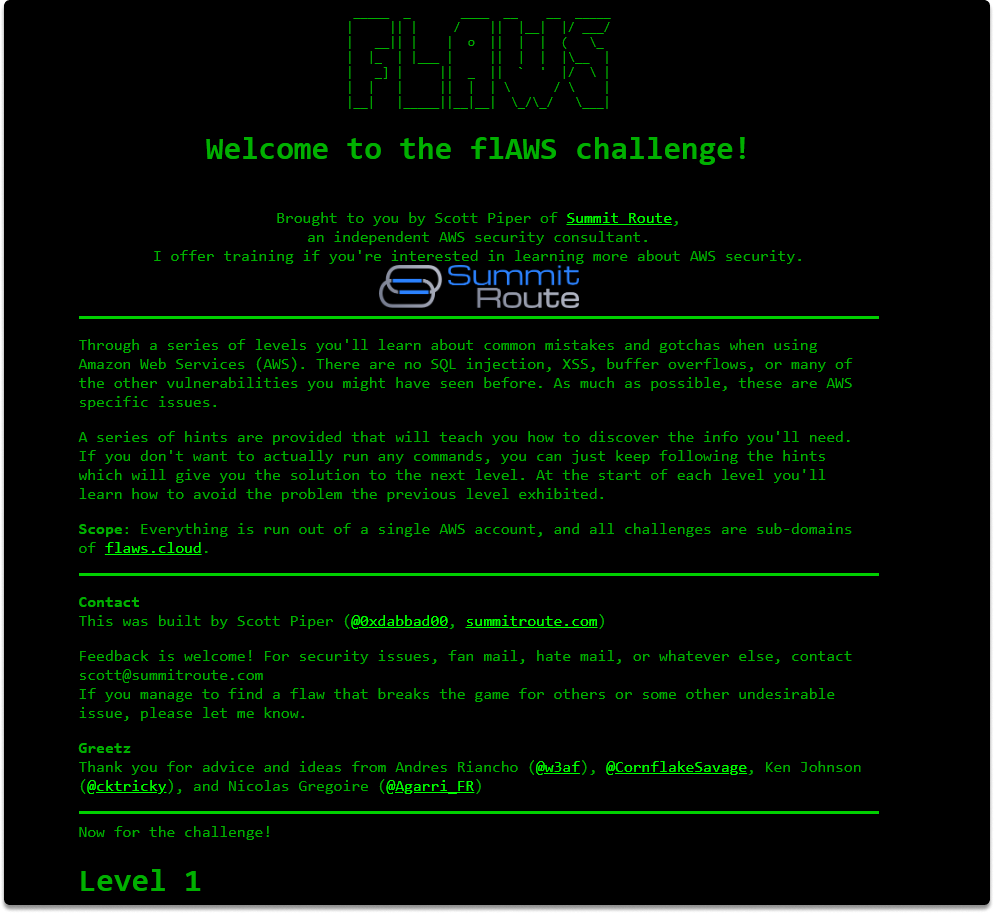 FLAWS
Welcome to the flAWS challenge!
Brought to you by Scott Piper of Summit Route,
an independent AWS security consultant.
I offer training if you're interested in learning more about AWS security.
Summit
Route
Through a series of levels you'll learn about common mistakes and gotchas when using
Amazon Web Services (AWS). There are no SQL injection, XSS, buffer overflows, or many of
the other vulnerabilities you might have seen before. As much as possible, these are AWS
specific issues.
A series of hints are provided that will teach you how to discover the info you'll need.
If you don't want to actually run any commands, you can just keep following the hints
which will give you the solution to the next level. At the start of each level you'll
learn how to avoid the problem the previous level exhibited.
Scope: Everything is run out of a single AWS account, and all challenges are sub-domains
of flaws.cloud.
Contact
This was built by Scott Piper (@0xdabbad00, summitroute.com)
Feedback is welcome! For security issues, fan mail, hate mail, or whatever else, contact
scott@summitroute.com
If you manage to find a flaw that breaks the game for others or some other undesirable
issue, please let me know.
Greetz
Thank you for advice and ideas from Andres Riancho (@w3af), @CornflakeSavage, Ken Johnson
(@cktricky), and Nicolas Gregoire (@Agarri_FR)
Now for the challenge!
Level 1